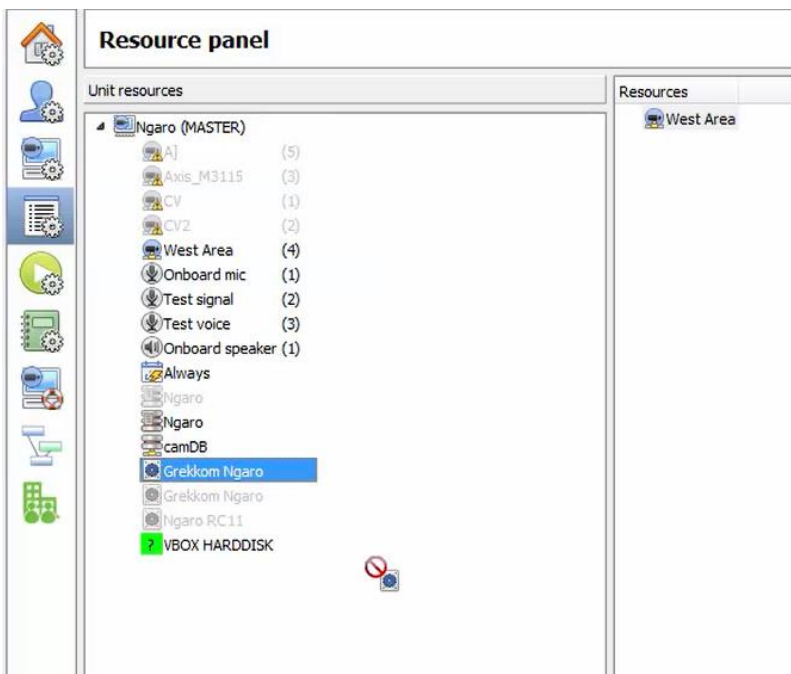 Resource panel
Unit resources
Ngaro (MASTER)
A] (5)
Axis_M3115 (3)
CV (1)
CV2 (2)
West Area (4)
Onboard mic (1)
Test signal (2)
Test voice (3)
Onboard speaker (1)
Always
Ngaro
Ngaro
camDB
Grekkom Ngaro
Grekkom Ngaro
Ngaro RC11
? VBOX HARDDISK
Resources
West Area